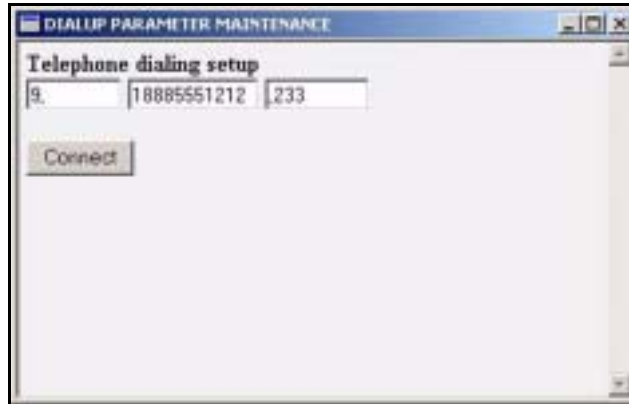 DIALUP PARAMETER MAINTENANCE
Telephone dialing setup
9, 18885551212 ,233
Connect